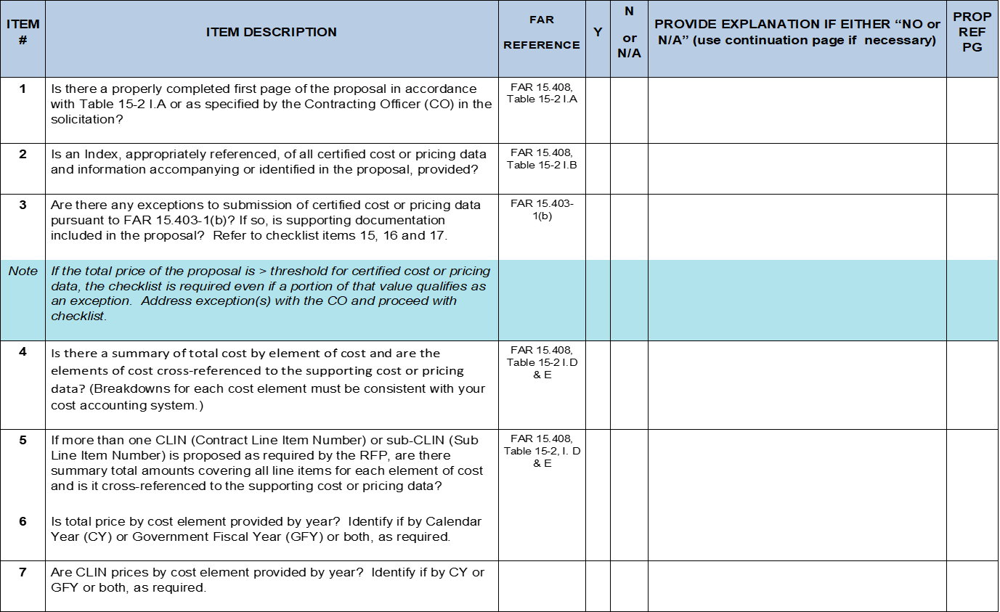 ITEM
#
ITEM DESCRIPTION
FAR
REFERENCE
Y
N
or
N/A
PROVIDE EXPLANATION IF EITHER “NO or
N/A” (use continuation page if necessary)
PROP
REF
PG
1
Is there a properly completed first page of the proposal in accordance
with Table 15-2 I.A or as specified by the Contracting Officer (CO) in the
solicitation?
FAR 15.408,
Table 15-2 I.A
2
Is an Index, appropriately referenced, of all certified cost or pricing data
and information accompanying or identified in the proposal, provided?
FAR 15.408,
Table 15-2 I.B
3
Are there any exceptions to submission of certified cost or pricing data
pursuant to FAR 15.403-1(b)? If so, is supporting documentation
included in the proposal? Refer to checklist items 15, 16 and 17.
FAR 15.403-
1(b)
Note
If the total price of the proposal is > threshold for certified cost or pricing
data, the checklist is required even if a portion of that value qualifies as
an exception. Address exception(s) with the CO and proceed with
checklist.
4
Is there a summary of total cost by element of cost and are the
elements of cost cross-referenced to the supporting cost or pricing
data? (Breakdowns for each cost element must be consistent with your
cost accounting system.)
FAR 15.408,
Table 15-2 I.D
& E
5
If more than one CLIN (Contract Line Item Number) or sub-CLIN (Sub
Line Item Number) is proposed as required by the RFP, are there
summary total amounts covering all line items for each element of cost
and is it cross-referenced to the supporting cost or pricing data?
FAR 15.408,
Table 15-2, I. D
& E
6
Is total price by cost element provided by year? Identify if by Calendar
Year (CY) or Government Fiscal Year (GFY) or both, as required.
7
Are CLIN prices by cost element provided by year? Identify if by CY or
GFY or both, as required.